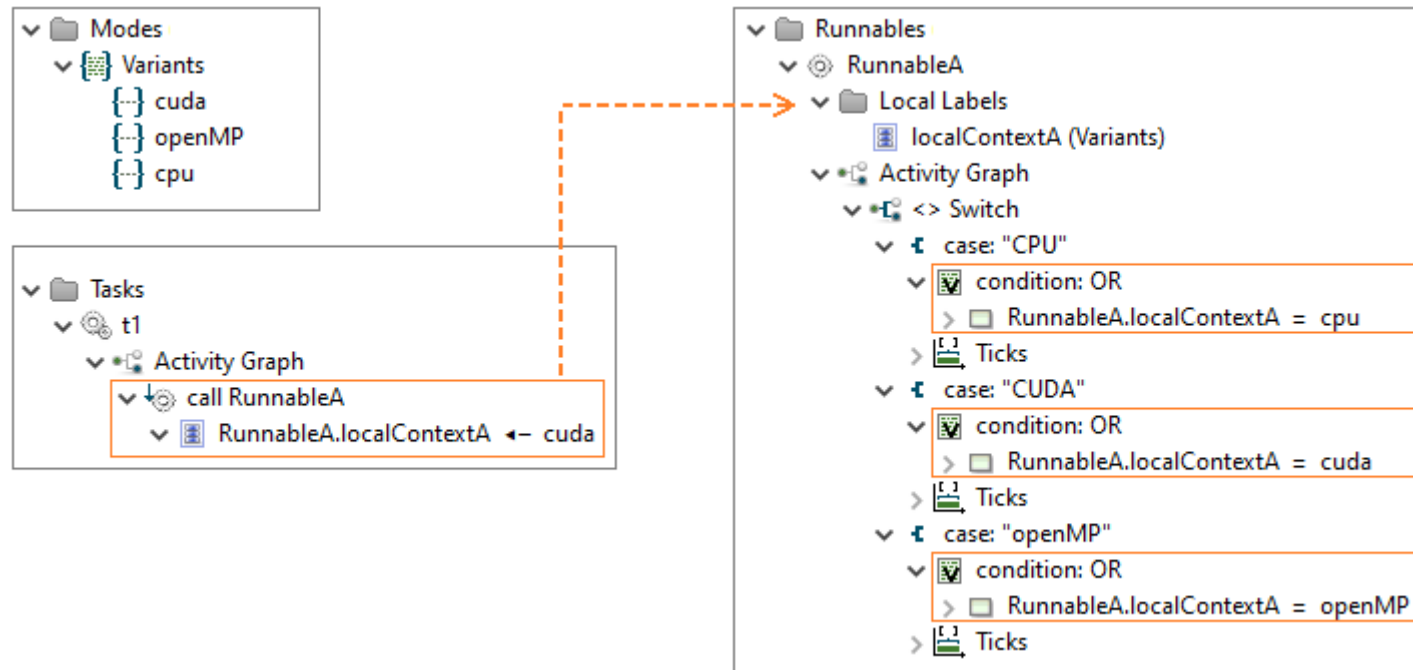 Modes
Variants
cuda
openMP
cpu
Tasks
t1
Activity Graph
call RunnableA
RunnableA.localContextA ◂– cuda
Runnables
RunnableA
Local Labels
localContextA (Variants)
Activity Graph
<> Switch
case: "CPU"
condition: OR
RunnableA.localContextA = cpu
Ticks
case: "CUDA"
condition: OR
RunnableA.localContextA = cuda
Ticks
case: "openMP"
condition: OR
RunnableA.localContextA = openMP
Ticks